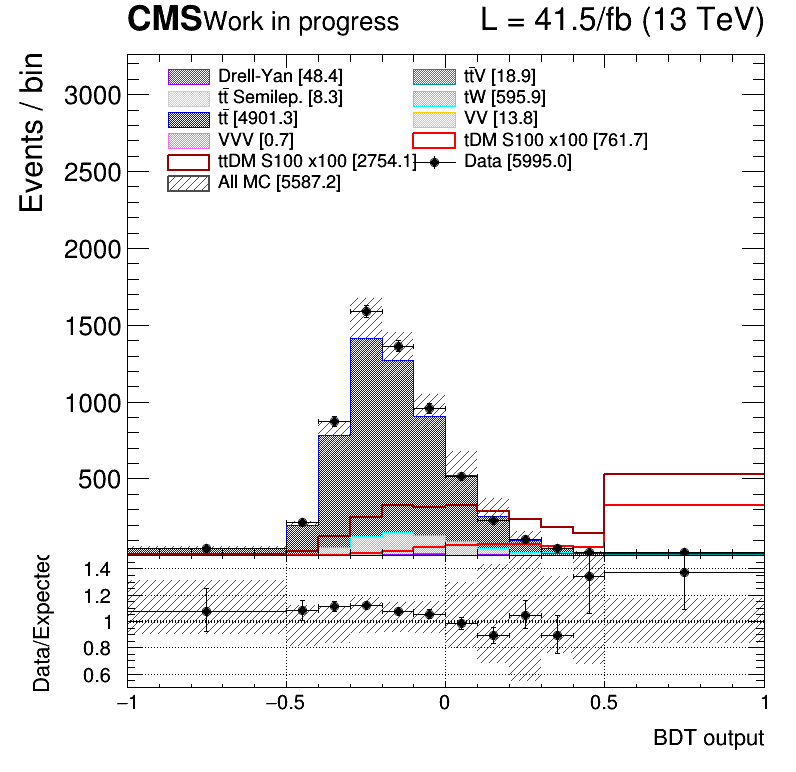 CMS Work in progress L = 41.5/fb (13 TeV)
Events / bin
3000
2500
2000
1500
1000
500
Drell-Yan [48.4] tt̄V [18.9]
tt̄ Semilep. [8.3] tW [595.9]
tt̄ [4901.3] VV [13.8]
VVV [0.7] tDM S100 x100 [761.7]
ttDM S100 x100 [2754.1] Data [5995.0]
All MC [5587.2]
Data/Expected
1.4
1.2
1
0.8
0.6
−1 −0.5 0 0.5 1
BDT output